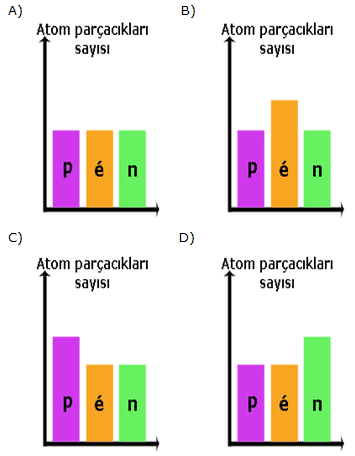 A)
Atom parçacıkları
sayısı
p é n
B)
Atom parçacıkları
sayısı
p é n
C)
Atom parçacıkları
sayısı
p é n
D)
Atom parçacıkları
sayısı
p é n